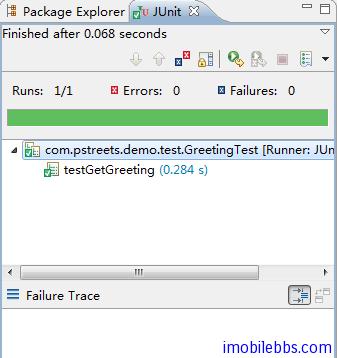 Package Explorer JUnit
Finished after 0.068 seconds
Runs: 1/1 Errors: 0 Failures: 0
com.pstreets.demo.test.GreetingTest [Runner: JUn
testGetGreeting (0.284 s)
Failure Trace
imobilebbs.com